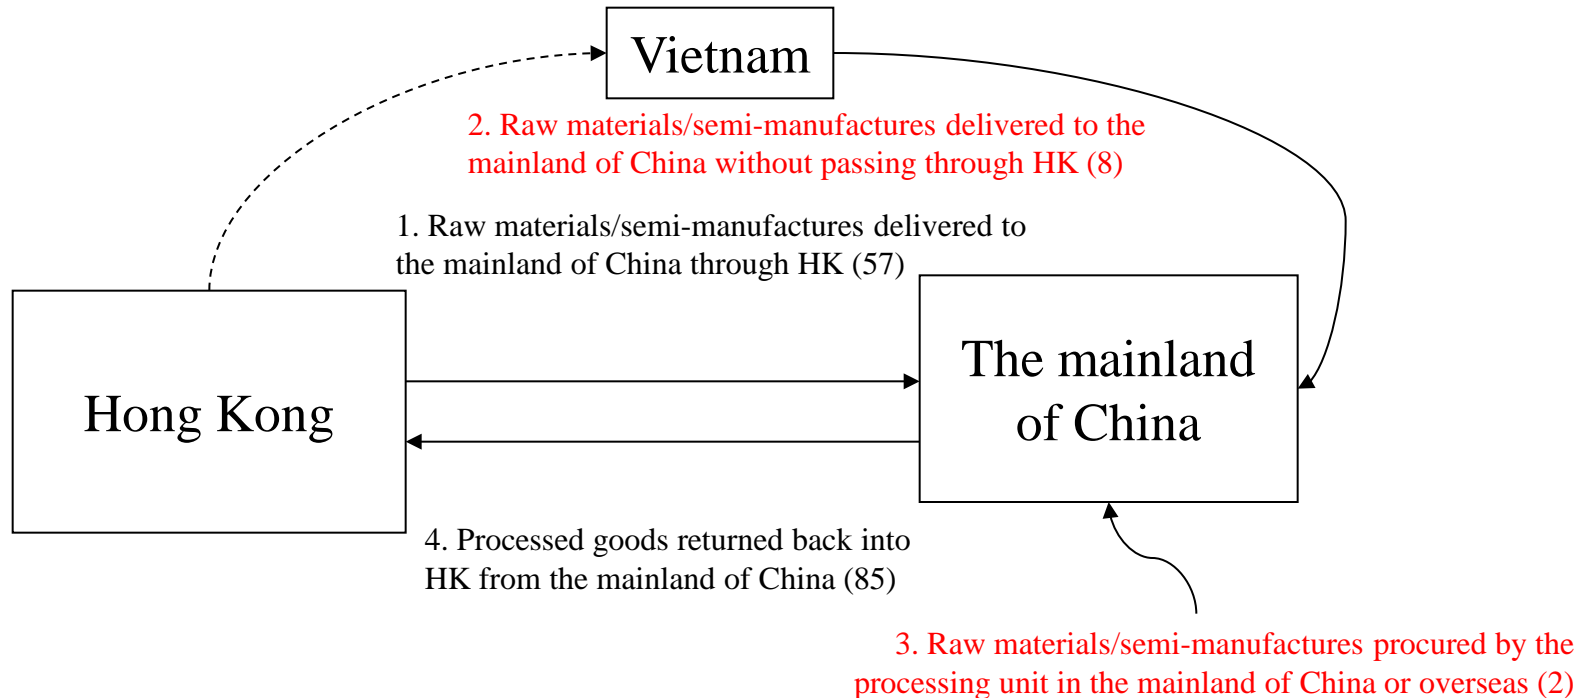 Vietnam
2. Raw materials/semi-manufactures delivered to the
mainland of China without passing through HK (8)
1. Raw materials/semi-manufactures delivered to
the mainland of China through HK (57)
Hong Kong
The mainland
of China
4. Processed goods returned back into
HK from the mainland of China (85)
3. Raw materials/semi-manufactures procured by the
processing unit in the mainland of China or overseas (2)